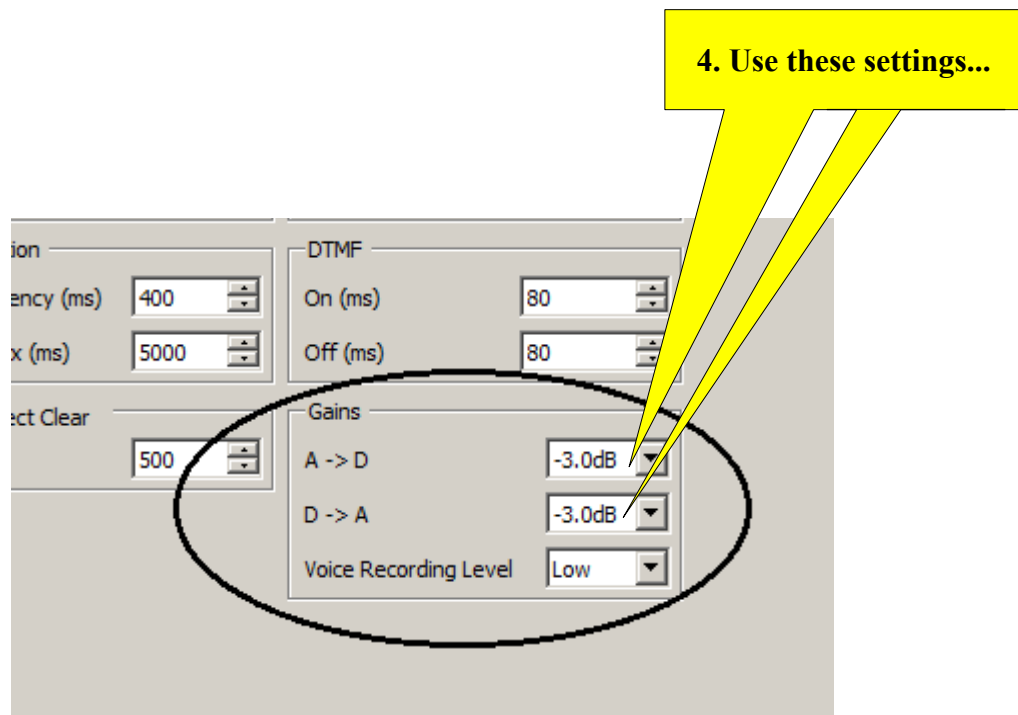 4. Use these settings...
ion
ency (ms) 400
x (ms) 5000
ect Clear
500
DTMF
On (ms) 80
Off (ms) 80
Gains
A -> D -3.0dB
D -> A -3.0dB
Voice Recording Level Low